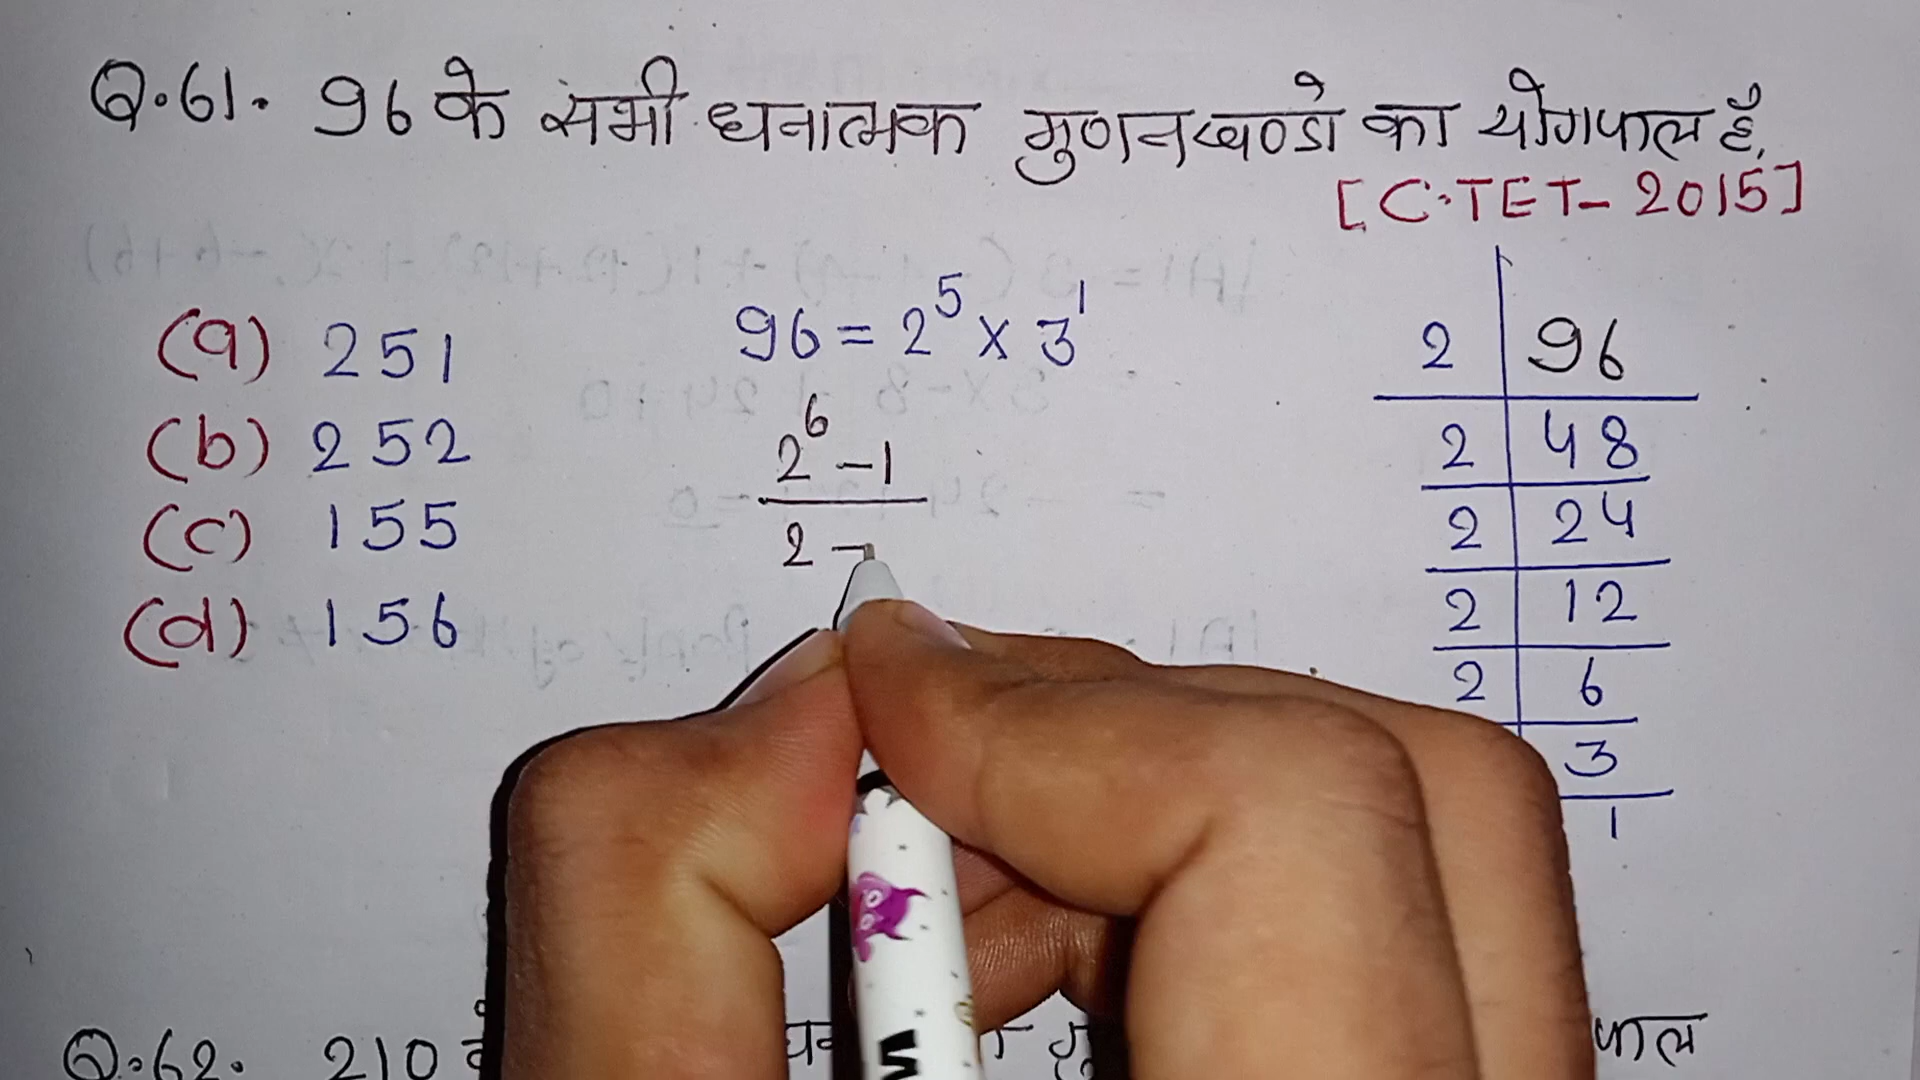 Q.61. 96 के सभी धनात्मक गुणनखण्डो का योगफल है,
[C.TET- 2015]
(a) 251
(b) 252
(c) 155
(d) 156
96 = 2^5 x 3^1
2^6 - 1
2 -
2 | 96
2 | 48
2 | 24
2 | 12
2 | 6
3
1
Q.62. 210